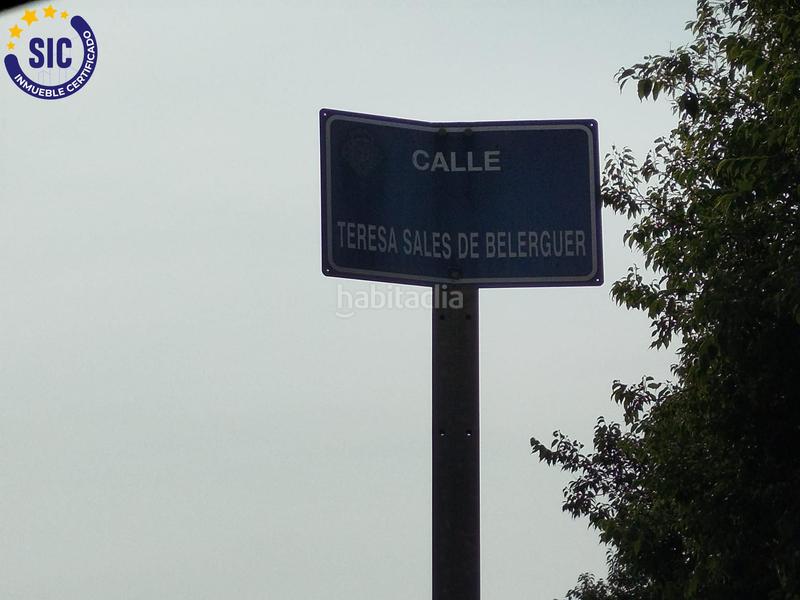 SIC
INMUEBLE CERTIFICADO
CALLE
TERESA SALES DE BELERGUER
habitaclia